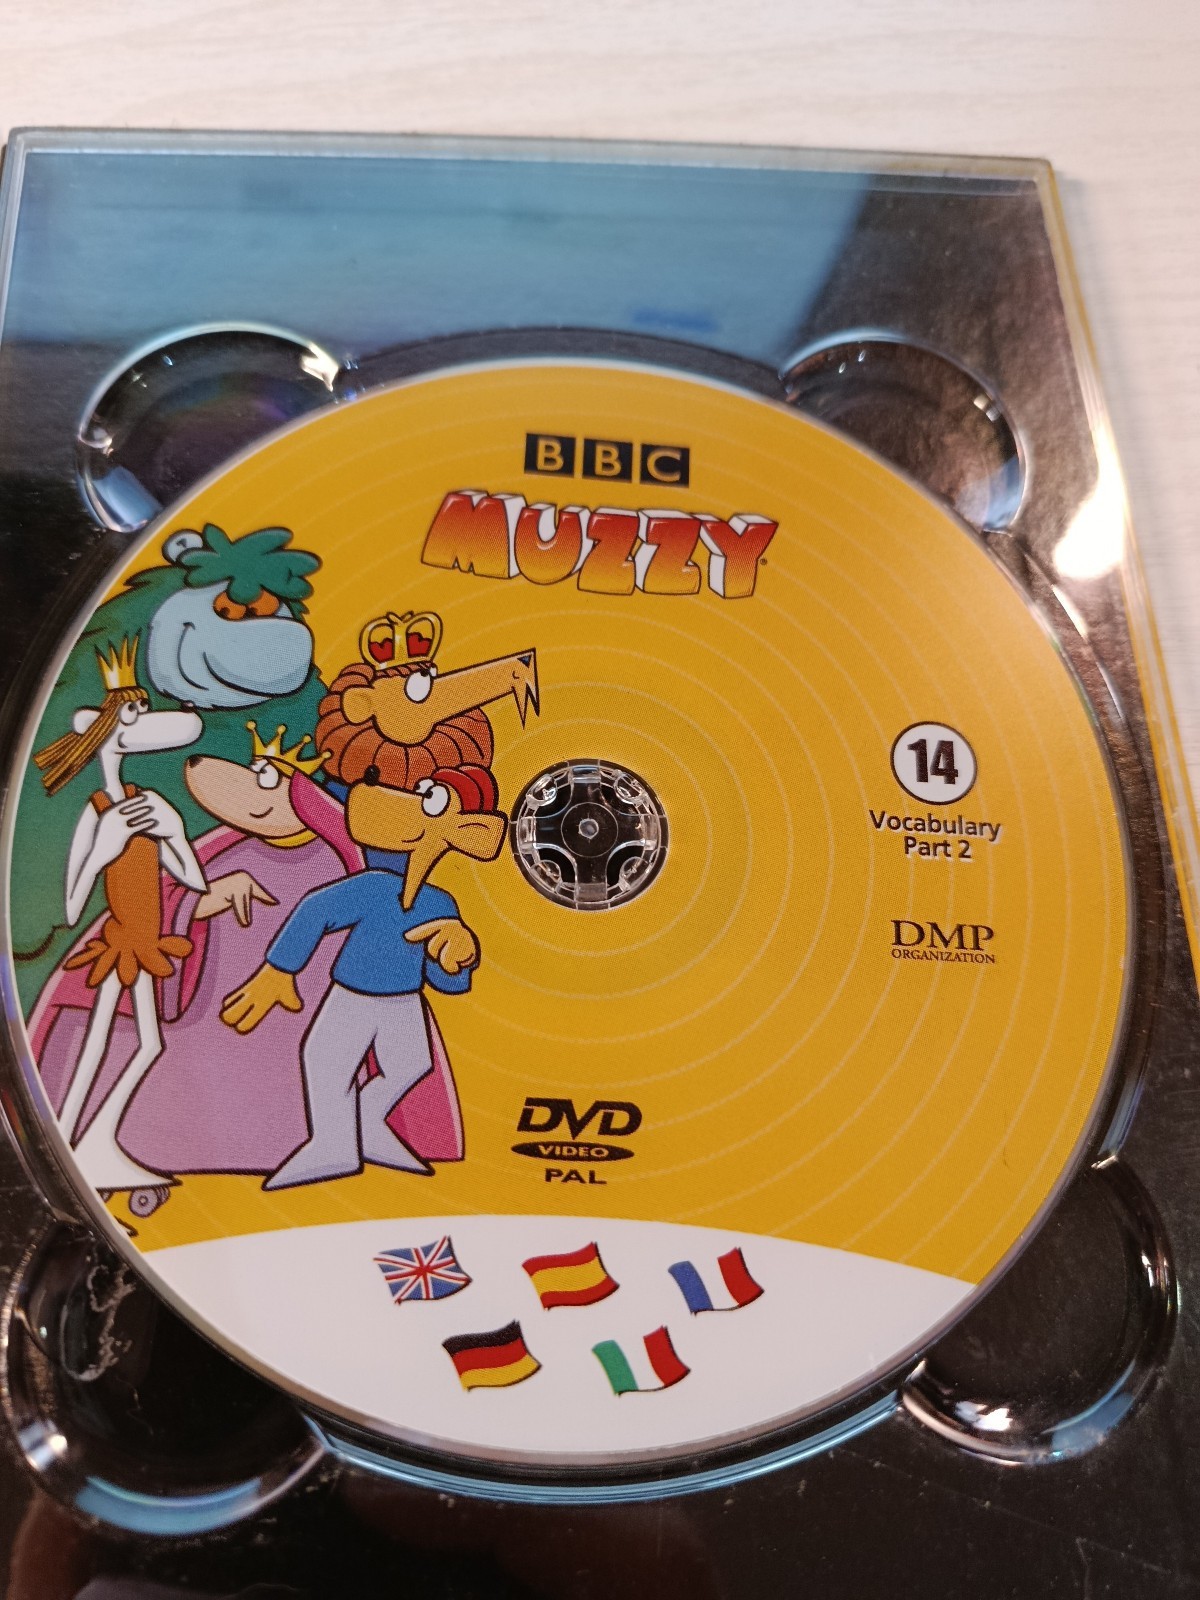 BBC
MUZZY
14
Vocabulary
Part 2
DMP
ORGANIZATION
DVD
VIDEO
PAL